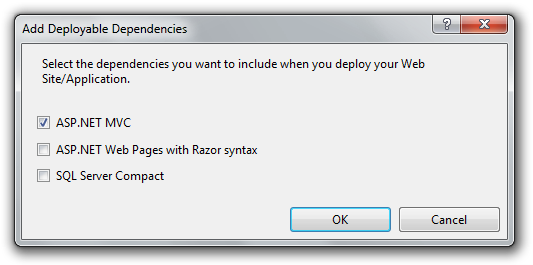 Add Deployable Dependencies
?
Select the dependencies you want to include when you deploy your Web
Site/Application.
ASP.NET MVC
ASP.NET Web Pages with Razor syntax
SQL Server Compact
OK Cancel